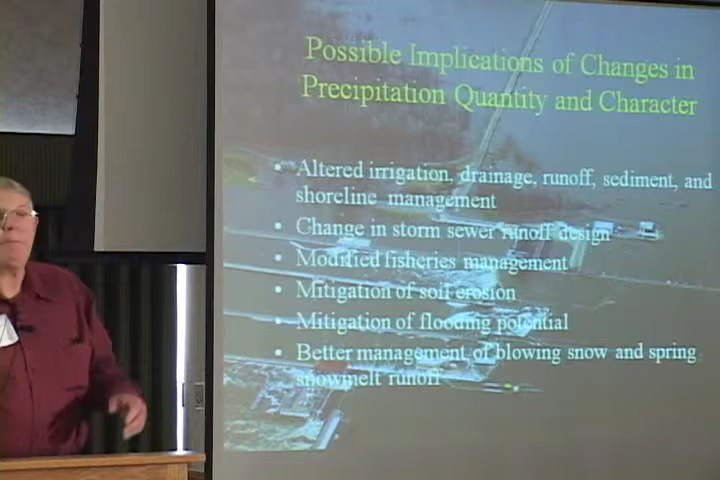 Possible Implications of Changes in
Precipitation Quantity and Character
• Altered irrigation, drainage, runoff, sediment, and
shoreline management
• Change in storm sewer runoff design
• Modified fisheries management
• Mitigation of soil erosion
• Mitigation of flooding potential
• Better management of blowing snow and spring
snowmelt runoff